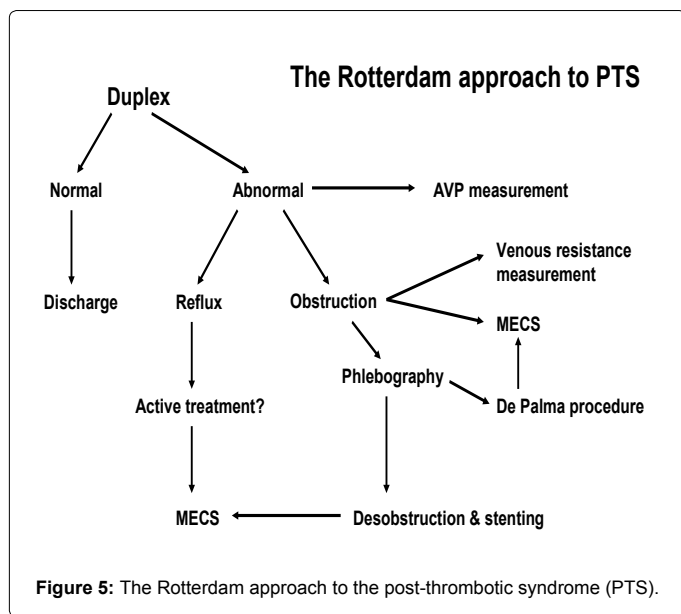 The Rotterdam approach to PTS
Duplex
Normal
Abnormal
AVP measurement
Venous resistance
measurement
Discharge
Reflux
Obstruction
MECS
Phlebography
Active treatment?
De Palma procedure
MECS
Desobstruction & stenting
Figure 5: The Rotterdam approach to the post-thrombotic syndrome (PTS).